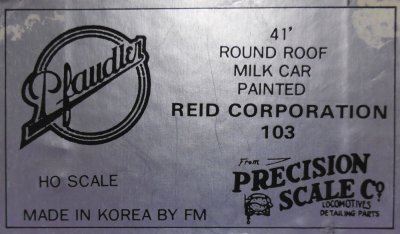 Pfaudler
41'
ROUND ROOF
MILK CAR
PAINTED
REID CORPORATION
103
HO SCALE
MADE IN KOREA BY FM
From
PRECISION
SCALE Co
LOCOMOTIVES
DETAILING PARTS